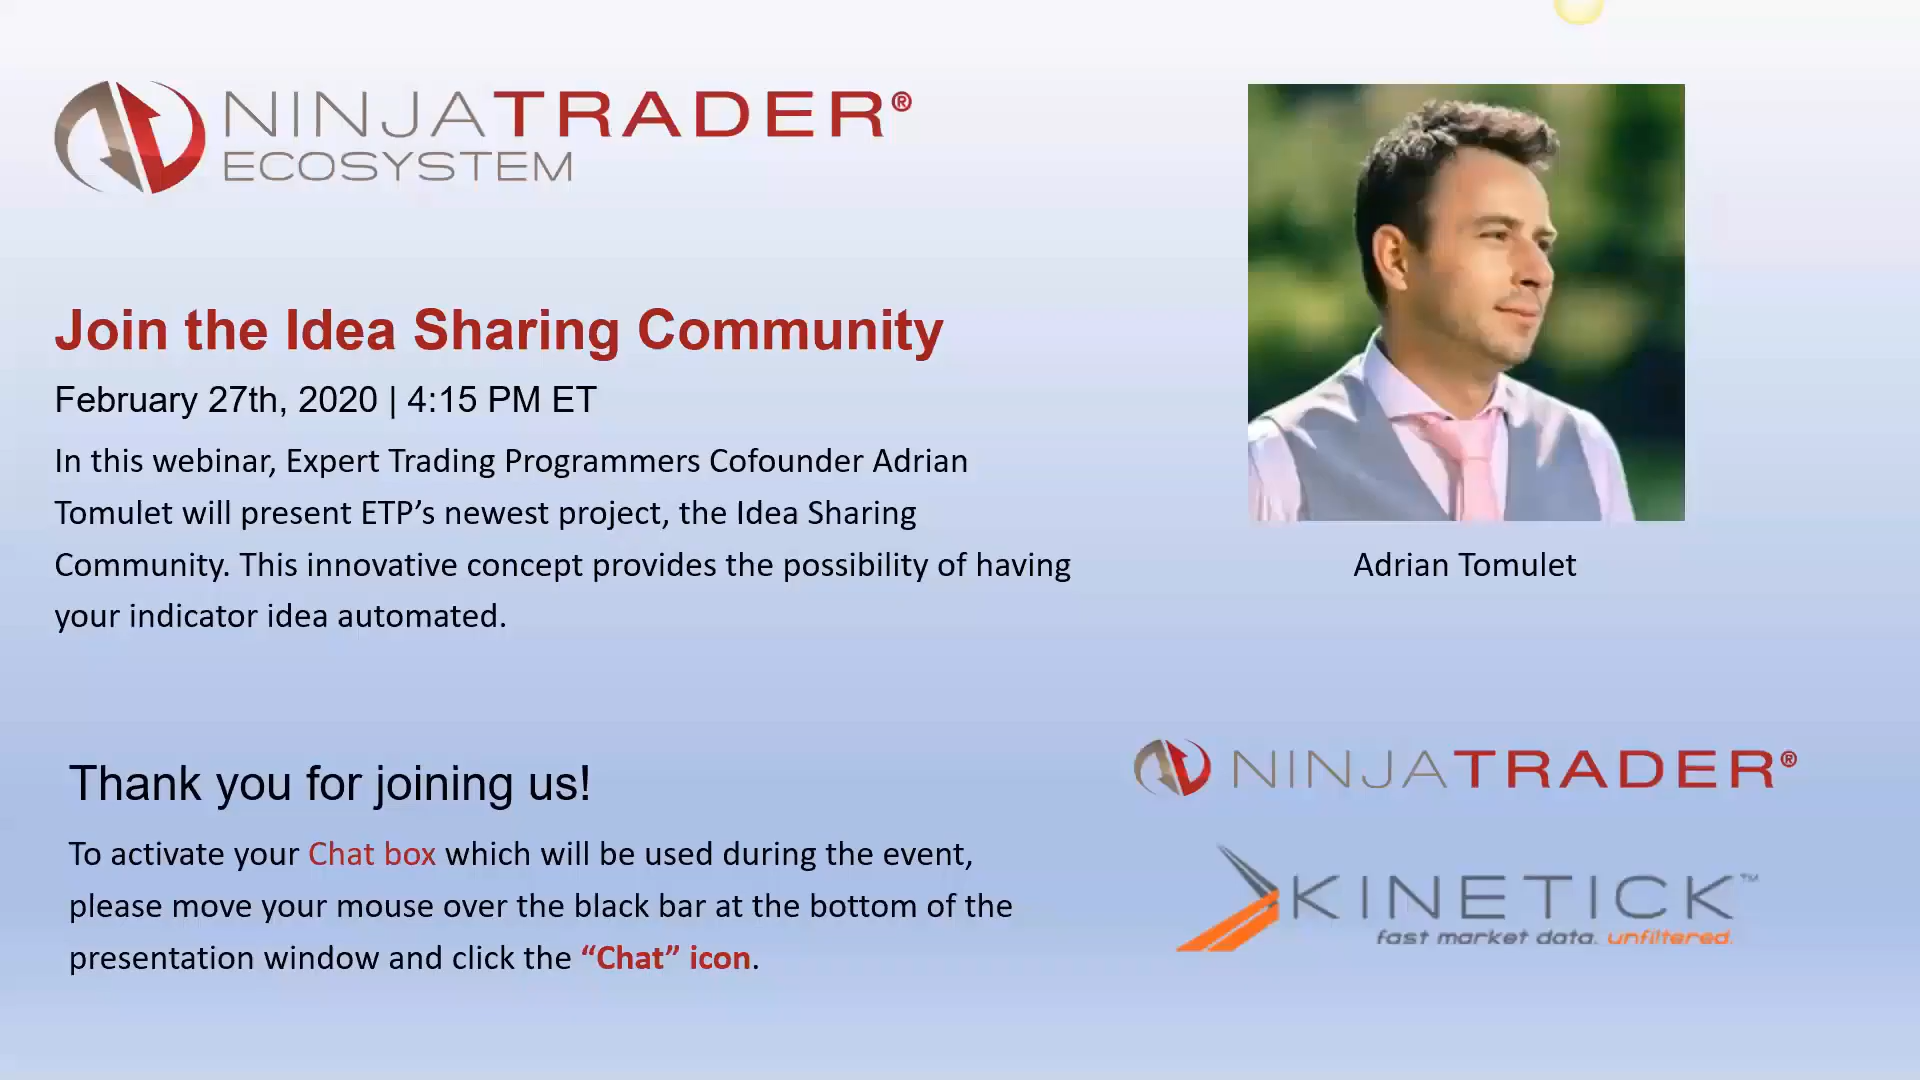 NINJATRADER®
ECOSYSTEM
Join the Idea Sharing Community
February 27th, 2020 | 4:15 PM ET
In this webinar, Expert Trading Programmers Cofounder Adrian
Tomulet will present ETP’s newest project, the Idea Sharing
Community. This innovative concept provides the possibility of having
your indicator idea automated.
Adrian Tomulet
Thank you for joining us!
To activate your Chat box which will be used during the event,
please move your mouse over the black bar at the bottom of the
presentation window and click the “Chat” icon.
NINJATRADER®
KINETICK™
fast market data. unfiltered.